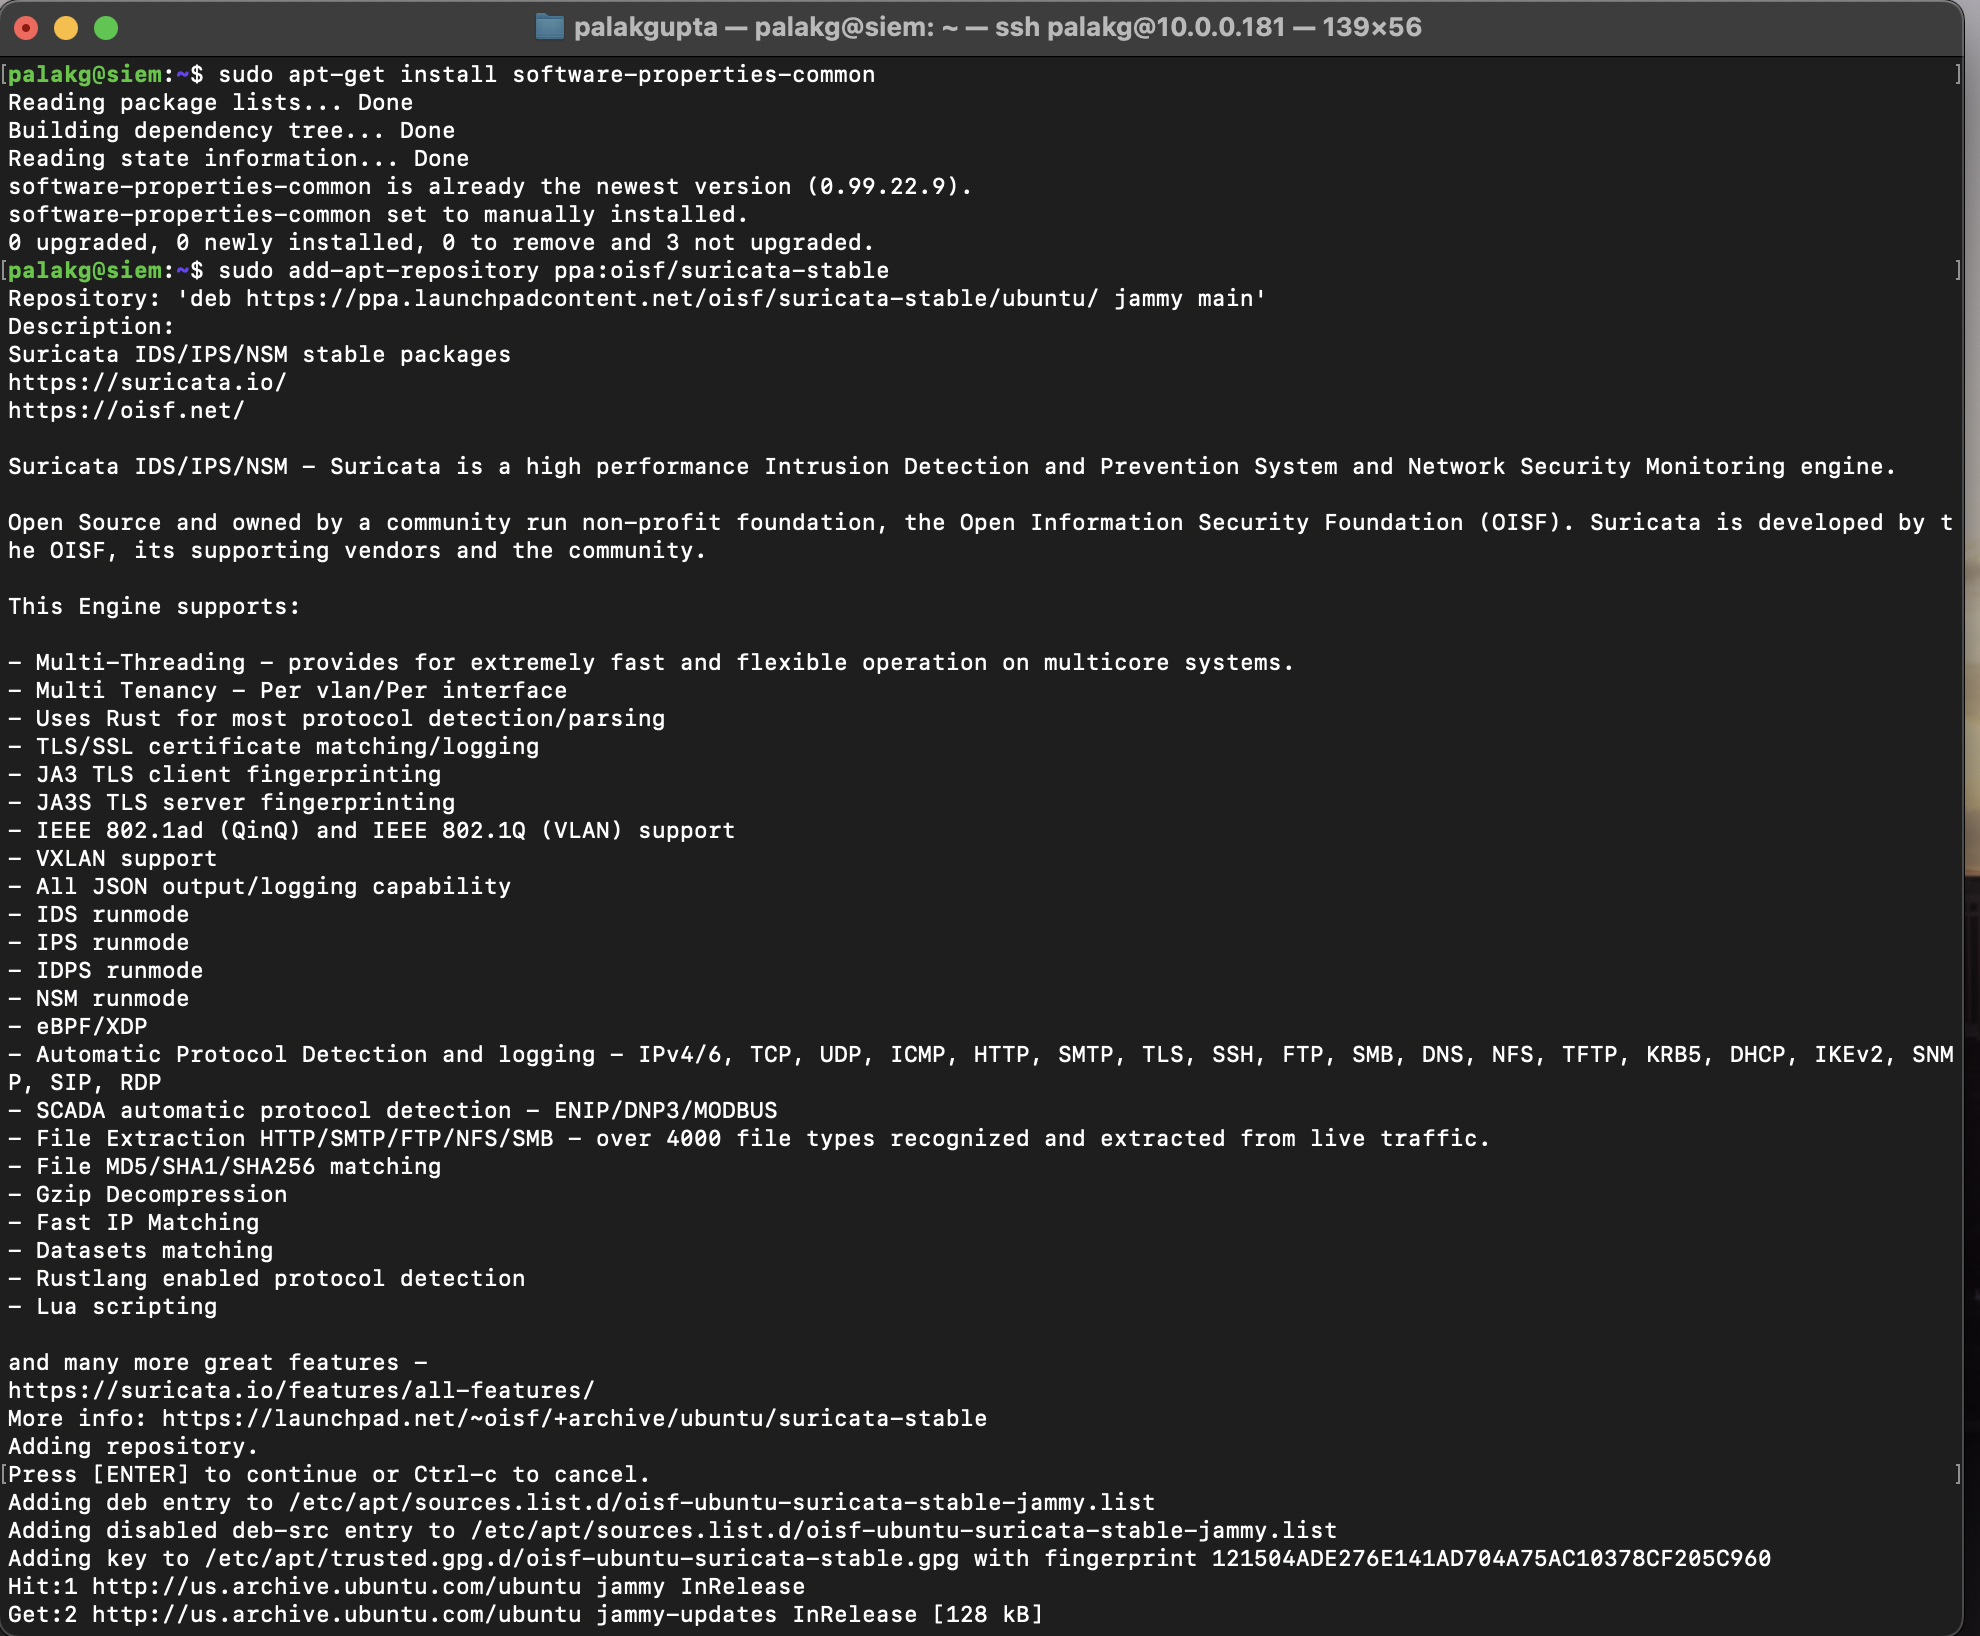 palakgupta — palakg@siem: ~ — ssh palakg@10.0.0.181 — 139×56
[palakg@siem:~$ sudo apt-get install software-properties-common ]
Reading package lists... Done
Building dependency tree... Done
Reading state information... Done
software-properties-common is already the newest version (0.99.22.9).
software-properties-common set to manually installed.
0 upgraded, 0 newly installed, 0 to remove and 3 not upgraded.
[palakg@siem:~$ sudo add-apt-repository ppa:oisf/suricata-stable ]
Repository: 'deb https://ppa.launchpadcontent.net/oisf/suricata-stable/ubuntu/ jammy main'
Description:
Suricata IDS/IPS/NSM stable packages
https://suricata.io/
https://oisf.net/
Suricata IDS/IPS/NSM - Suricata is a high performance Intrusion Detection and Prevention System and Network Security Monitoring engine.
Open Source and owned by a community run non-profit foundation, the Open Information Security Foundation (OISF). Suricata is developed by t
he OISF, its supporting vendors and the community.
This Engine supports:
- Multi-Threading - provides for extremely fast and flexible operation on multicore systems.
- Multi Tenancy - Per vlan/Per interface
- Uses Rust for most protocol detection/parsing
- TLS/SSL certificate matching/logging
- JA3 TLS client fingerprinting
- JA3S TLS server fingerprinting
- IEEE 802.1ad (QinQ) and IEEE 802.1Q (VLAN) support
- VXLAN support
- All JSON output/logging capability
- IDS runmode
- IPS runmode
- IDPS runmode
- NSM runmode
- eBPF/XDP
- Automatic Protocol Detection and logging - IPv4/6, TCP, UDP, ICMP, HTTP, SMTP, TLS, SSH, FTP, SMB, DNS, NFS, TFTP, KRB5, DHCP, IKEv2, SNM
P, SIP, RDP
- SCADA automatic protocol detection - ENIP/DNP3/MODBUS
- File Extraction HTTP/SMTP/FTP/NFS/SMB - over 4000 file types recognized and extracted from live traffic.
- File MD5/SHA1/SHA256 matching
- Gzip Decompression
- Fast IP Matching
- Datasets matching
- Rustlang enabled protocol detection
- Lua scripting
and many more great features -
https://suricata.io/features/all-features/
More info: https://launchpad.net/~oisf/+archive/ubuntu/suricata-stable
Adding repository.
[Press [ENTER] to continue or Ctrl-c to cancel. ]
Adding deb entry to /etc/apt/sources.list.d/oisf-ubuntu-suricata-stable-jammy.list
Adding disabled deb-src entry to /etc/apt/sources.list.d/oisf-ubuntu-suricata-stable-jammy.list
Adding key to /etc/apt/trusted.gpg.d/oisf-ubuntu-suricata-stable.gpg with fingerprint 121504ADE276E141AD704A75AC10378CF205C960
Hit:1 http://us.archive.ubuntu.com/ubuntu jammy InRelease
Get:2 http://us.archive.ubuntu.com/ubuntu jammy-updates InRelease [128 kB]